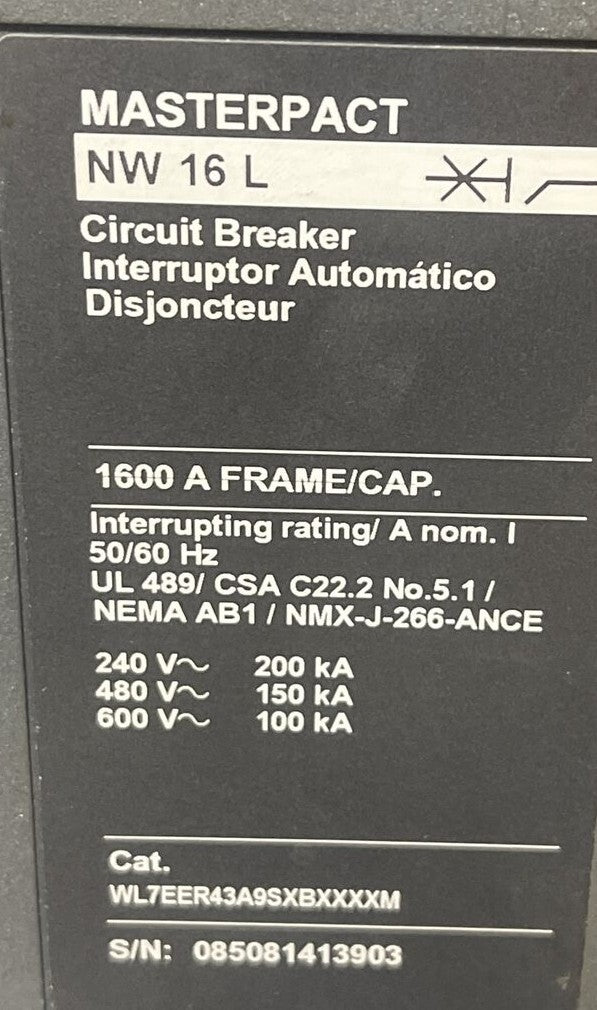 MASTERPACT
NW 16 L
Circuit Breaker
Interruptor Automático
Disjoncteur
1600 A FRAME/CAP.
Interrupting rating/ A nom. I
50/60 Hz
UL 489/ CSA C22.2 No.5.1 /
NEMA AB1 / NMX-J-266-ANCE
240 V~ 200 kA
480 V~ 150 kA
600 V~ 100 kA
Cat.
WL7EER43A9SXBXXXXM
S/N: 085081413903